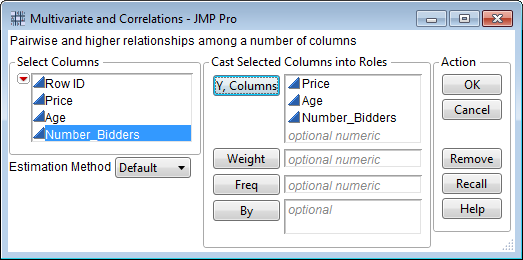 Multivariate and Correlations - JMP Pro
Pairwise and higher relationships among a number of columns
Select Columns
Row ID
Price
Age
Number_Bidders
Estimation Method Default
Cast Selected Columns into Roles
Y, Columns
Price
Age
Number_Bidders
optional numeric
Weight optional numeric
Freq optional numeric
By optional
Action
OK
Cancel
Remove
Recall
Help